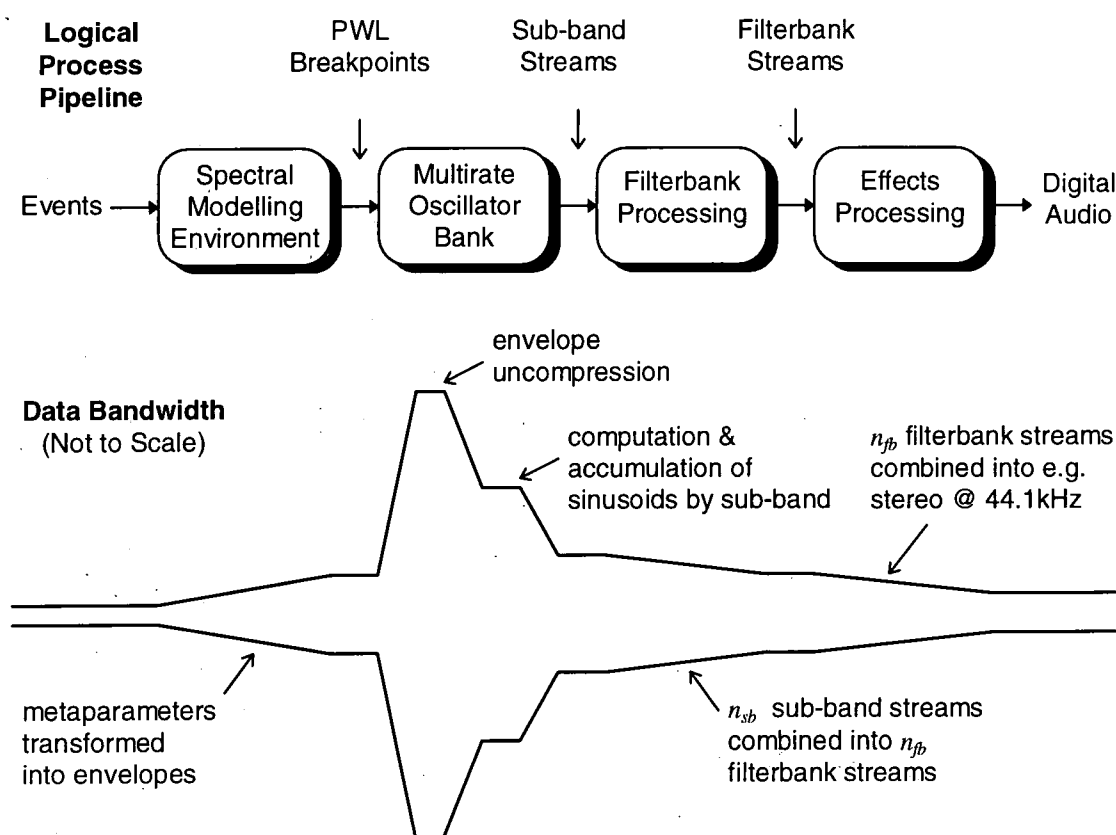 Logical
Process
Pipeline
PWL
Breakpoints
Sub-band
Streams
Filterbank
Streams
Events
Spectral
Modelling
Environment
Multirate
Oscillator
Bank
Filterbank
Processing
Effects
Processing
Digital
Audio
envelope
uncompression
Data Bandwidth
(Not to Scale)
computation &
accumulation of
sinusoids by sub-band
n_fb filterbank streams
combined into e.g.
stereo @ 44.1kHz
metaparameters
transformed
into envelopes
n_sb sub-band streams
combined into n_fb
filterbank streams